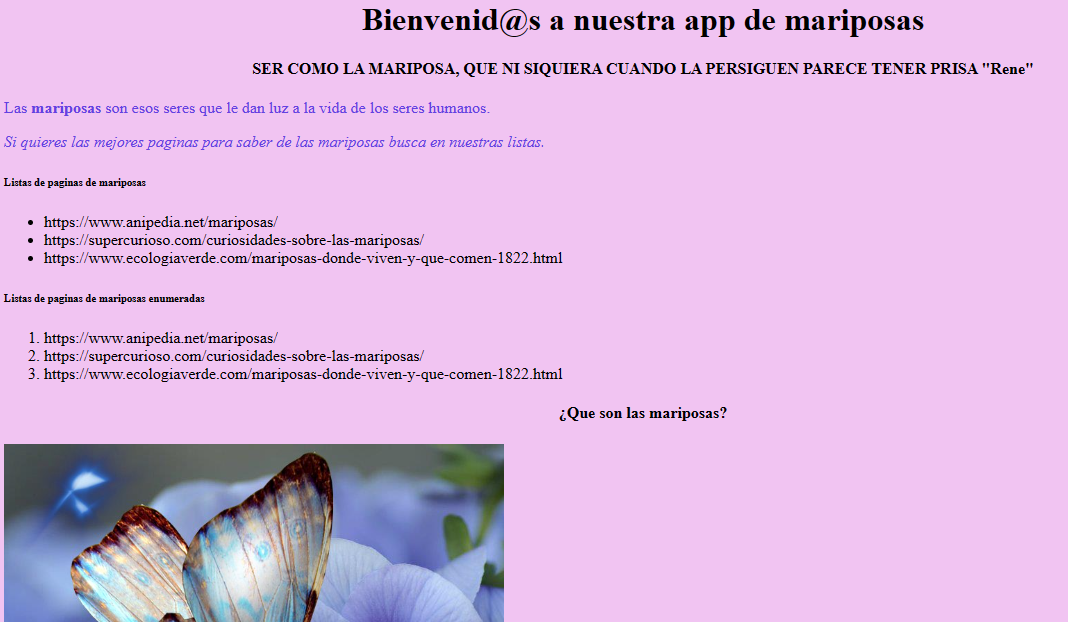 Bienvenid@s a nuestra app de mariposas
SER COMO LA MARIPOSA, QUE NI SIQUIERA CUANDO LA PERSIGUEN PARECE TENER PRISA "Rene"
Las mariposas son esos seres que le dan luz a la vida de los seres humanos.
Si quieres las mejores paginas para saber de las mariposas busca en nuestras listas.
Listas de paginas de mariposas
• https://www.anipedia.net/mariposas/
• https://supercurioso.com/curiosidades-sobre-las-mariposas/
• https://www.ecologiaverde.com/mariposas-donde-viven-y-que-comen-1822.html
Listas de paginas de mariposas enumeradas
1. https://www.anipedia.net/mariposas/
2. https://supercurioso.com/curiosidades-sobre-las-mariposas/
3. https://www.ecologiaverde.com/mariposas-donde-viven-y-que-comen-1822.html
¿Que son las mariposas?